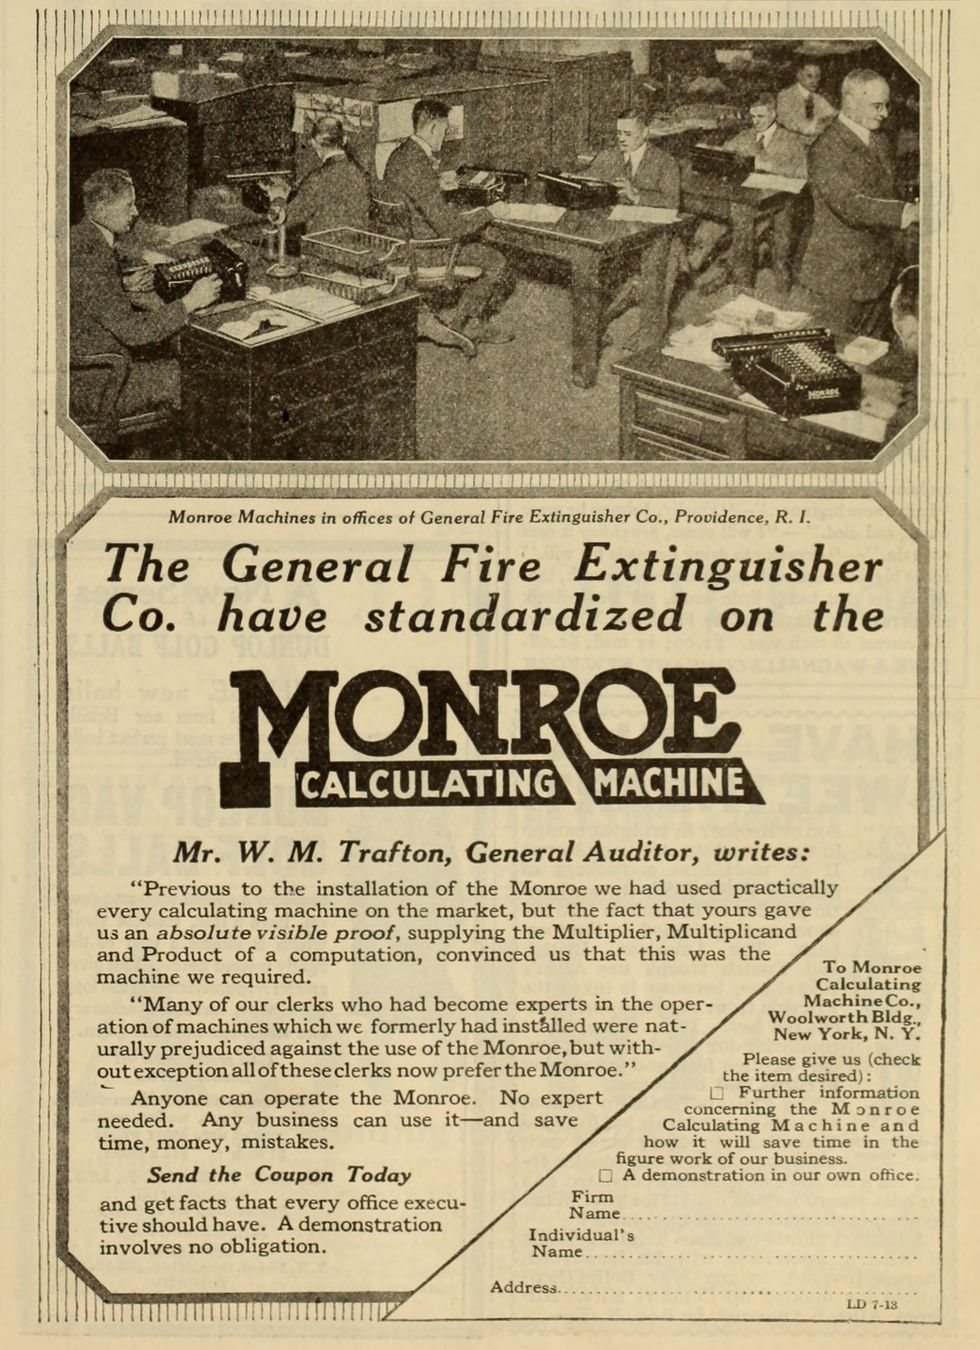 MONROE
Monroe Machines in offices of General Fire Extinguisher Co., Providence, R. I.
The General Fire Extinguisher
Co. have standardized on the
MONROE
CALCULATING MACHINE
Mr. W. M. Trafton, General Auditor, writes:
"Previous to the installation of the Monroe we had used practically
every calculating machine on the market, but the fact that yours gave
us an absolute visible proof, supplying the Multiplier, Multiplicand
and Product of a computation, convinced us that this was the
machine we required.
"Many of our clerks who had become experts in the oper-
ation of machines which we formerly had installed were nat-
urally prejudiced against the use of the Monroe, but with-
out exception all of these clerks now prefer the Monroe."
Anyone can operate the Monroe. No expert
needed. Any business can use it—and save
time, money, mistakes.
Send the Coupon Today
and get facts that every office execu-
tive should have. A demonstration
involves no obligation.
To Monroe
Calculating
Machine Co.,
Woolworth Bldg.,
New York, N. Y.
Please give us (check
the item desired):
□ Further information
concerning the Monroe
Calculating Machine and
how it will save time in the
figure work of our business.
□ A demonstration in our own office.
Firm
Name
Individual's
Name
Address
LD 7-13